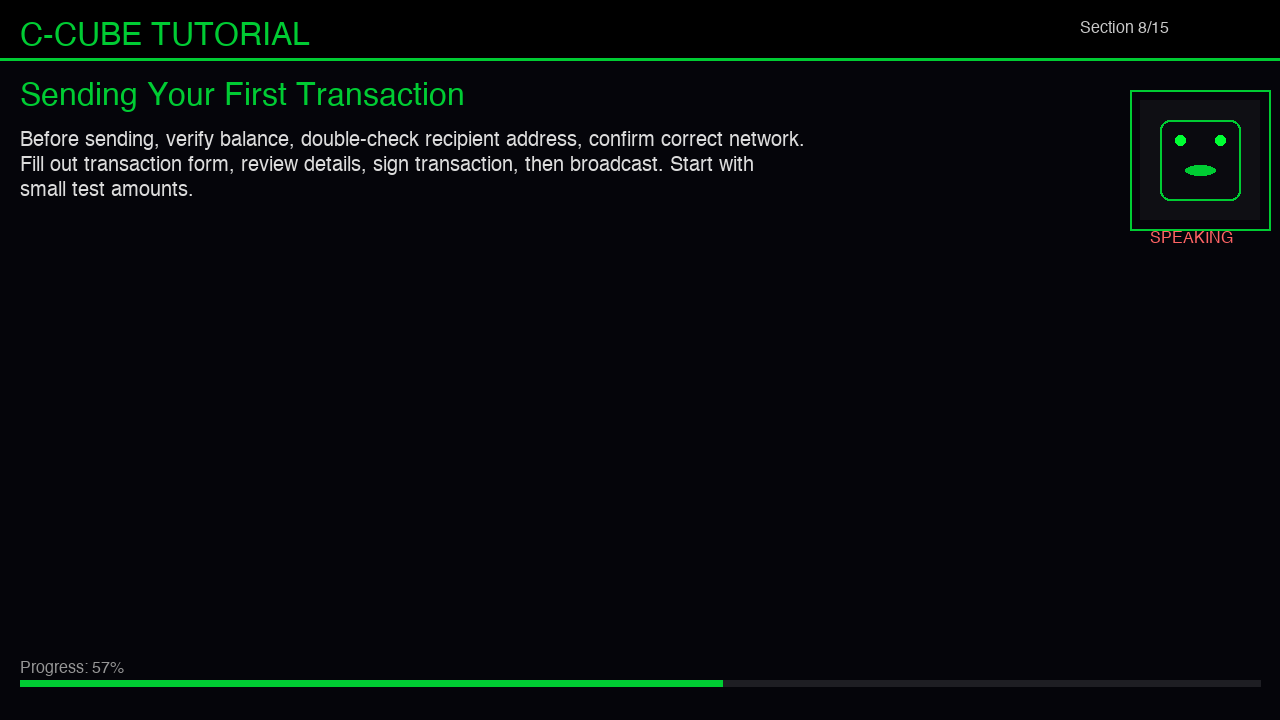 C-CUBE TUTORIAL
Section 8/15
Sending Your First Transaction
Before sending, verify balance, double-check recipient address, confirm correct network.
Fill out transaction form, review details, sign transaction, then broadcast. Start with
small test amounts.
SPEAKING
Progress: 57%